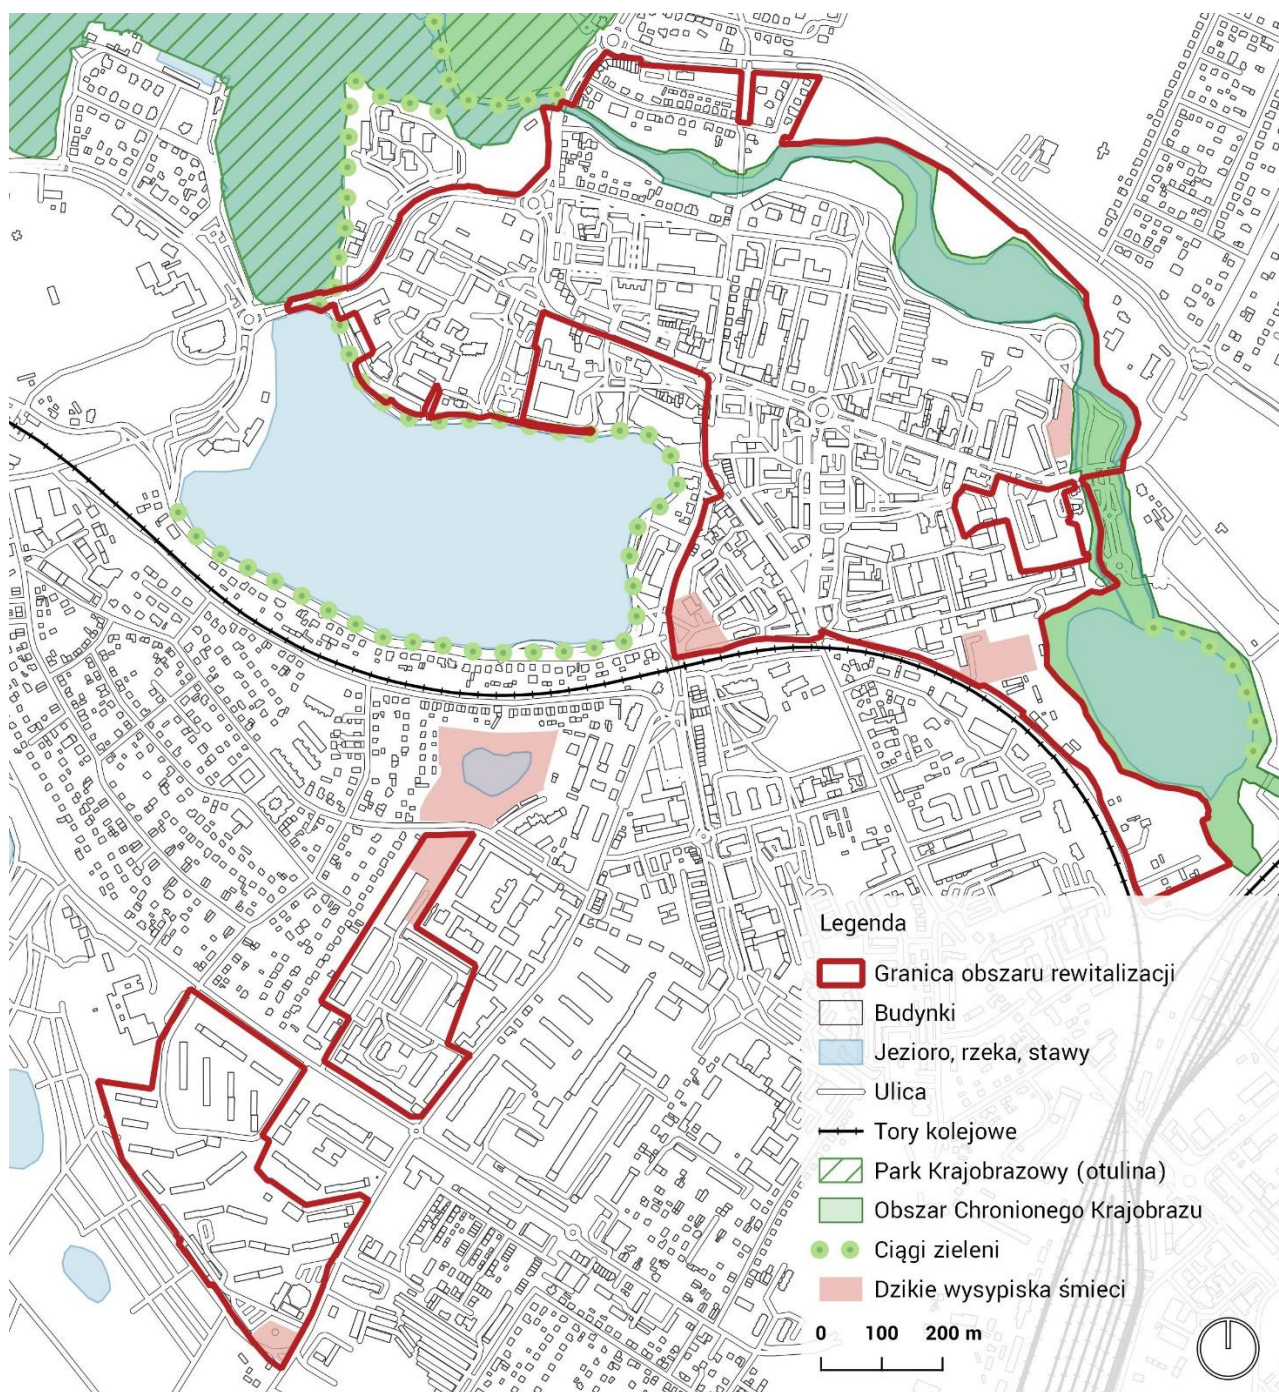 Legenda
Granica obszaru rewitalizacji
Budynki
Jezioro, rzeka, stawy
Ulica
Tory kolejowe
Park Krajobrazowy (otulina)
Obszar Chronionego Krajobrazu
Ciągi zieleni
Dzikie wysypiska śmieci
0 100 200 m